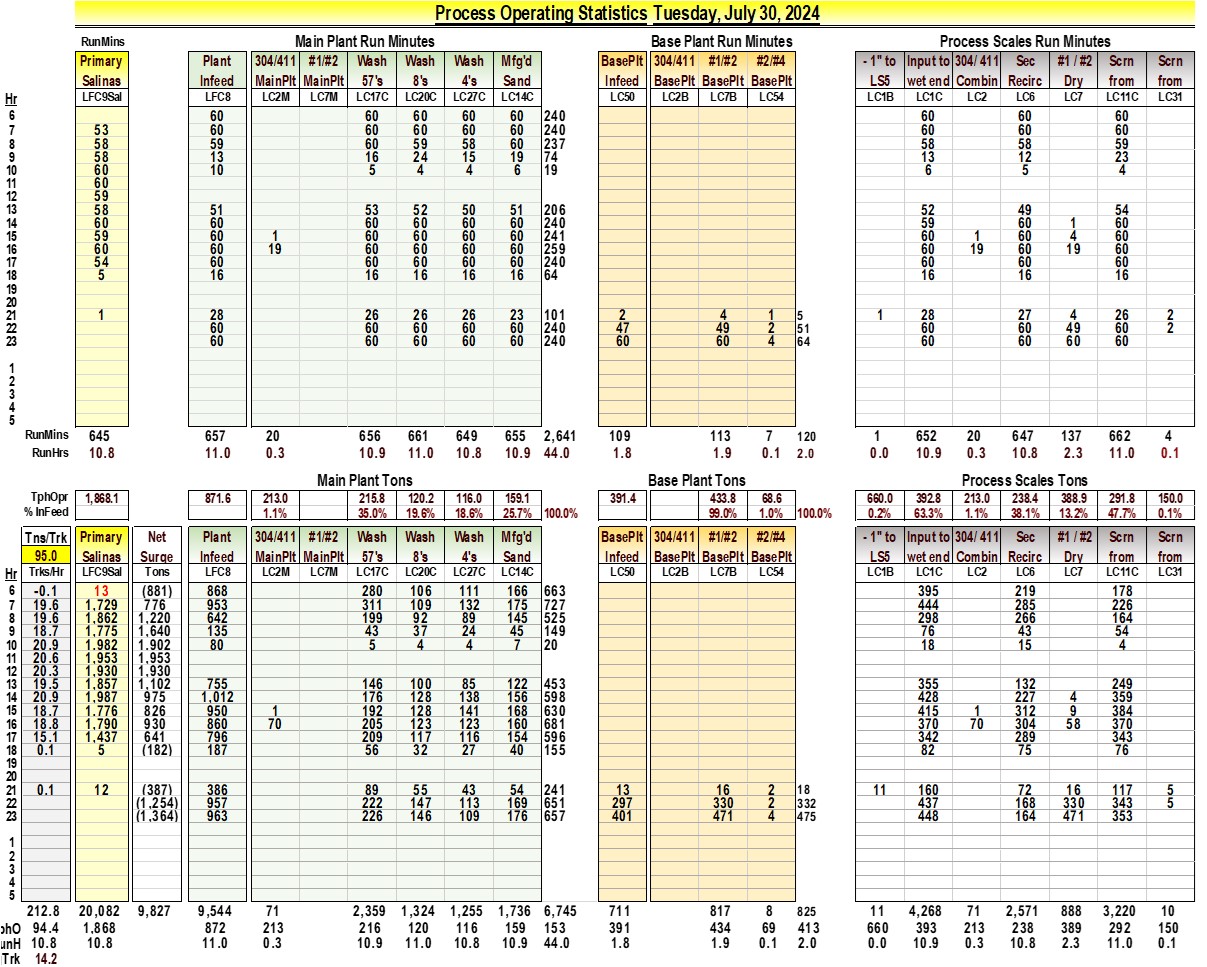 Process Operating Statistics Tuesday, July 30, 2024
RunMins Main Plant Run Minutes Base Plant Run Minutes Process Scales Run Minutes
Primary Plant 304/411 #1/#2 Wash Wash Wash Mfg'd BasePlt 304/411 #1/#2 #2/#4 - 1" to Input to 304/ 411 Sec #1 / #2 Scrn Scrn
Salinas Infeed MainPlt MainPlt 57's 8's 4's Sand Infeed BasePlt BasePlt BasePlt LS5 wet end Combin Recirc Dry from from
Hr LFC9Sal LFC8 LC2M LC7M LC17C LC20C LC27C LC14C LC50 LC2B LC7B LC54 LC1B LC1C LC2 LC6 LC7 LC11C LC31
6 60 60 60 60 60 240 60 60 60
7 53 60 60 60 60 60 240 60 60 60
8 58 59 60 59 58 60 237 58 58 59
9 58 13 16 24 15 19 74 13 12 23
10 60 10 5 4 4 6 19 6 5 4
11 60
12 59
13 58 51 53 52 50 51 206 52 49 54
14 60 60 60 60 60 60 240 59 60 1 60
15 59 60 1 60 60 60 60 241 60 1 60 4 60
16 60 60 19 60 60 60 60 259 60 19 60 19 60
17 54 60 60 60 60 60 240 60 60 60
18 5 16 16 16 16 16 64 16 16 16
19
20
21 1 28 26 26 26 23 101 2 4 1 5 1 28 27 4 26 2
22 60 60 60 60 60 240 47 49 2 51 60 60 49 60 2
23 60 60 60 60 60 240 60 60 4 64 60 60 60 60
1
2
3
4
5
RunMins 645 657 20 656 661 649 655 2,641 109 113 7 120 1 652 20 647 137 662 4
RunHrs 10.8 11.0 0.3 10.9 11.0 10.8 10.9 44.0 1.8 1.9 0.1 2.0 0.0 10.9 0.3 10.8 2.3 11.0 0.1
Main Plant Tons Base Plant Tons Process Scales Tons
TphOpr 1,868.1 871.6 213.0 215.8 120.2 116.0 159.1 391.4 433.8 68.6 660.0 392.8 213.0 238.4 388.9 291.8 150.0
% InFeed 1.1% 35.0% 19.6% 18.6% 25.7% 100.0% 99.0% 1.0% 100.0% 0.2% 63.3% 1.1% 38.1% 13.2% 47.7% 0.1%
Tns/Trk Primary Net Plant 304/411 #1/#2 Wash Wash Wash Mfg'd BasePlt 304/411 #1/#2 #2/#4 - 1" to Input to 304/ 411 Sec #1 / #2 Scrn Scrn
95.0 Salinas Surge Infeed MainPlt MainPlt 57's 8's 4's Sand Infeed BasePlt BasePlt BasePlt LS5 wet end Combin Recirc Dry from from
Hr Trks/Hr LFC9Sal Tons LFC8 LC2M LC7M LC17C LC20C LC27C LC14C LC50 LC2B LC7B LC54 LC1B LC1C LC2 LC6 LC7 LC11C LC31
6 -0.1 13 (881) 868 280 106 111 166 663 395 219 178
7 19.6 1,729 776 953 311 109 132 175 727 444 285 226
8 19.6 1,862 1,220 642 199 92 89 145 525 298 266 164
9 18.7 1,775 1,640 135 43 37 24 45 149 76 43 54
10 20.9 1,982 1,902 80 5 4 4 7 20 18 15 4
11 20.6 1,953 1,953
12 20.3 1,930 1,930
13 19.5 1,857 1,102 755 146 100 85 122 453 355 132 249
14 20.9 1,987 975 1,012 176 128 138 156 598 428 227 4 359
15 18.7 1,776 826 950 1 192 128 141 168 630 415 1 312 9 384
16 18.8 1,790 930 860 70 205 123 123 160 681 370 70 304 58 370
17 15.1 1,437 641 796 209 117 116 154 596 342 289 343
18 0.1 5 (182) 187 56 32 27 40 155 82 75 76
19
20
21 0.1 12 (387) 386 89 55 43 54 241 13 16 2 18 11 160 72 16 117 5
22 (1,254) 957 222 147 113 169 651 297 330 2 332 437 168 330 343 5
23 (1,364) 963 226 146 109 176 657 401 471 4 475 448 164 471 353
1
2
3
4
5
212.8 20,082 9,827 9,544 71 2,359 1,324 1,255 1,736 6,745 711 817 8 825 11 4,268 71 2,571 888 3,220 10
phO 94.4 1,868 872 213 216 120 116 159 153 391 434 69 413 660 393 213 238 389 292 150
unH 10.8 10.8 11.0 0.3 10.9 11.0 10.8 10.9 44.0 1.8 1.9 0.1 2.0 0.0 10.9 0.3 10.8 2.3 11.0 0.1
Trk 14.2